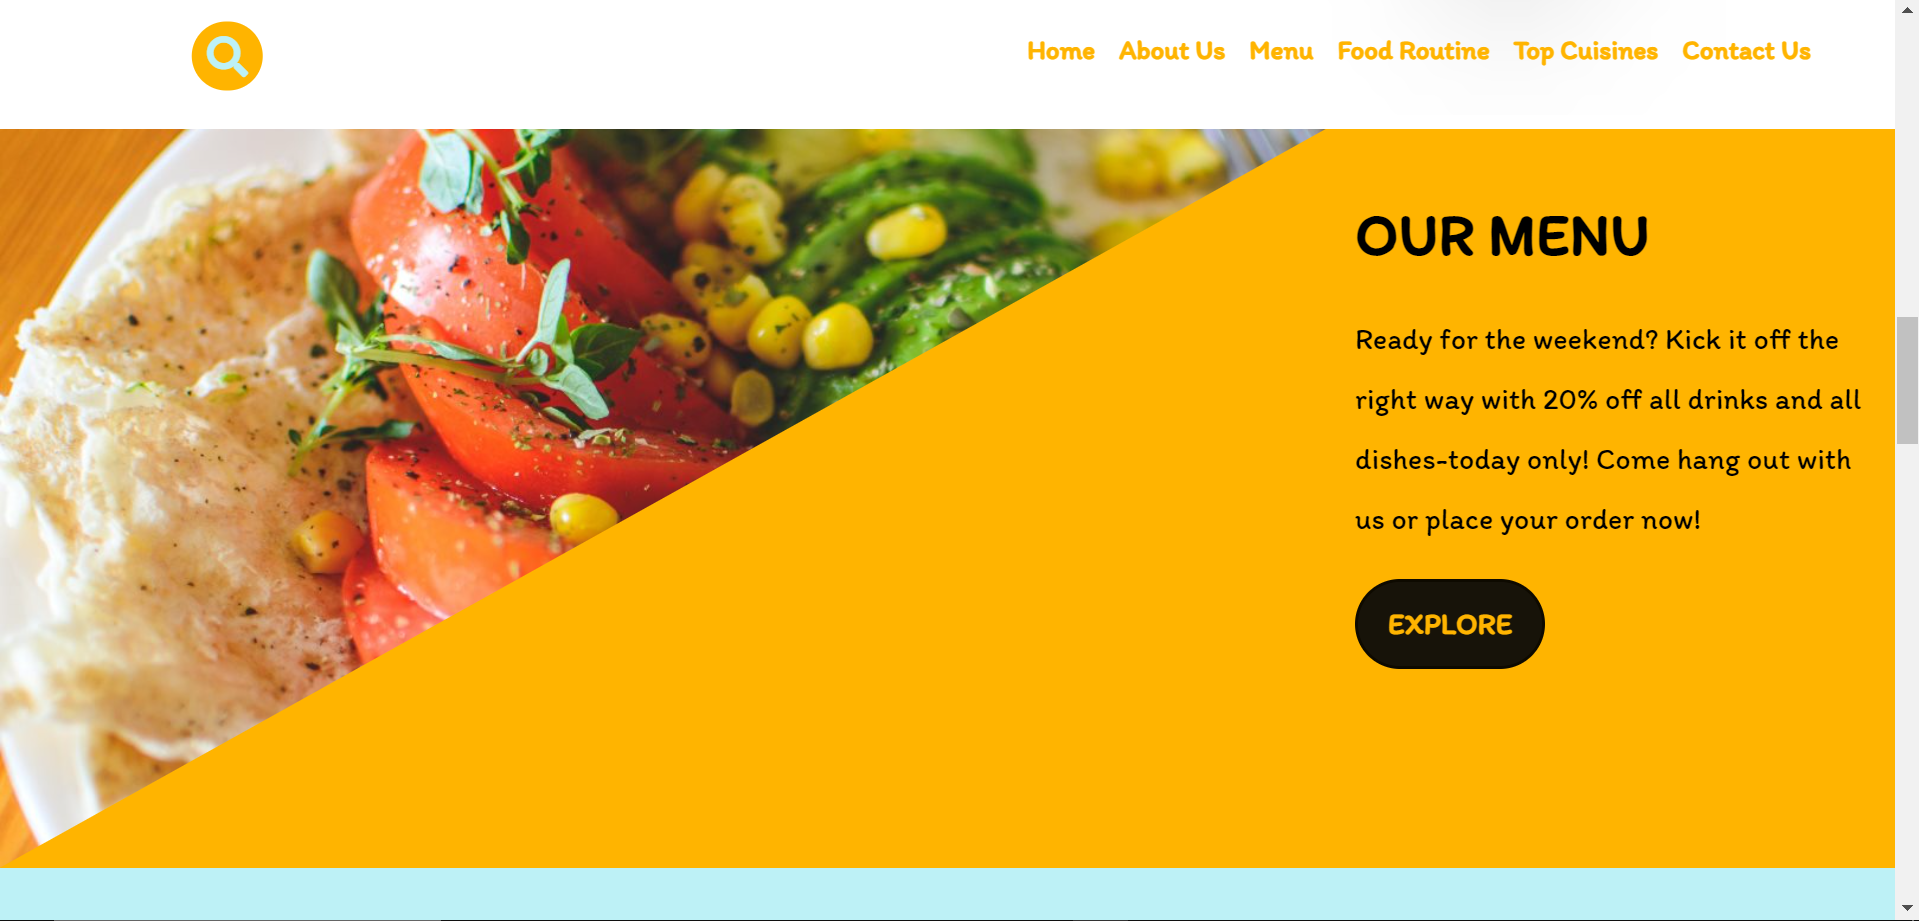 Home About Us Menu Food Routine Top Cuisines Contact Us
OUR MENU
Ready for the weekend? Kick it off the
right way with 20% off all drinks and all
dishes-today only! Come hang out with
us or place your order now!
EXPLORE